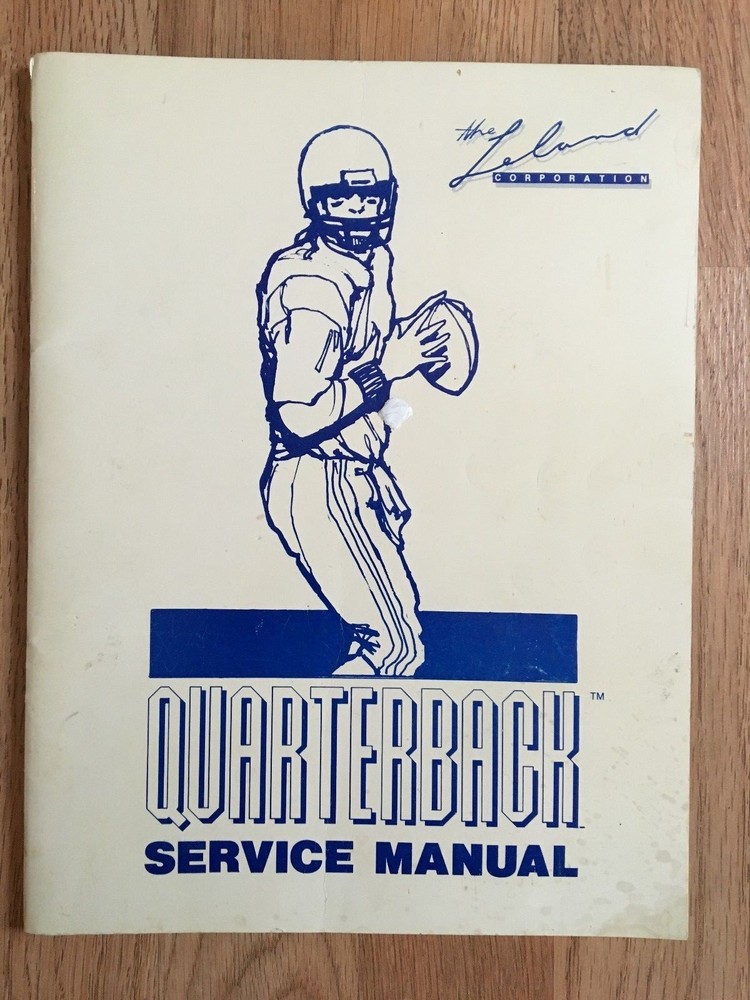 the Leland
CORPORATION
QUARTERBACK™
SERVICE MANUAL